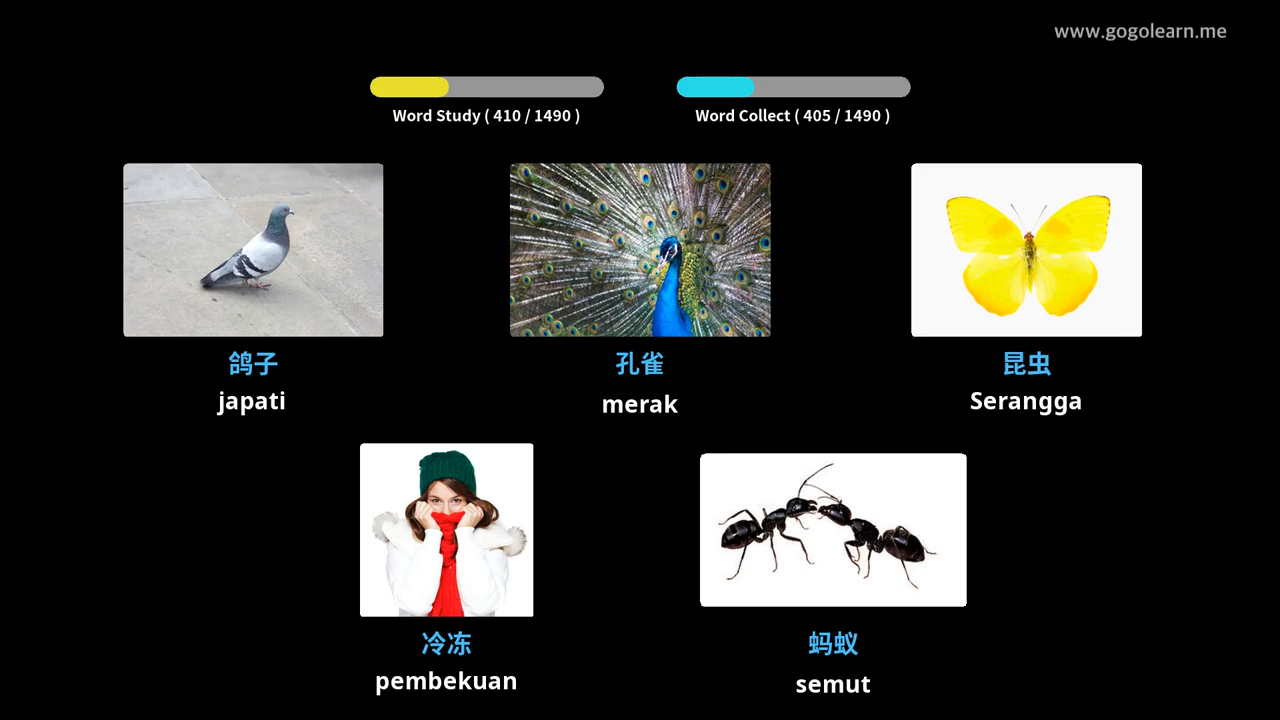 www.gogolearn.me
Word Study ( 410 / 1490 )
Word Collect ( 405 / 1490 )
鸽子
japati
孔雀
merak
昆虫
Serangga
冷冻
pembekuan
蚂蚁
semut